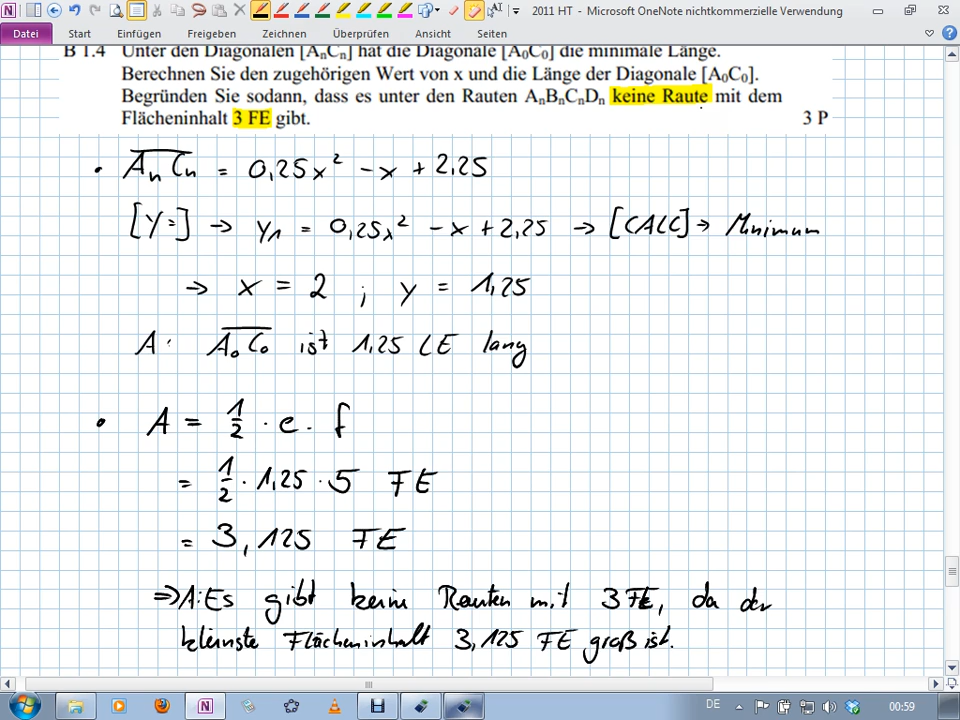 2011 HT - Microsoft OneNote nichtkommerzielle Verwendung
Datei Start Einfügen Freigeben Zeichnen Überprüfen Ansicht Seiten
B 1.4 Unter den Diagonalen [AnCn] hat die Diagonale [A0C0] die minimale Länge.
Berechnen Sie den zugehörigen Wert von x und die Länge der Diagonale [A0C0].
Begründen Sie sodann, dass es unter den Rauten AnBnCnDn keine Raute mit dem
Flächeninhalt 3 FE gibt. 3 P
• AnCn = 0,25x² - x + 2,25
[Y=] → Y1 = 0,25x² - x + 2,25 → [CALC] → Minimum
→ x = 2 ; y = 1,25
A: A0C0 ist 1,25 LE lang
• A = 1/2 · e · f
= 1/2 · 1,25 · 5 FE
= 3,125 FE
⇒ A: Es gibt keine Rauten mit 3 FE, da der
kleinste Flächeninhalt 3,125 FE groß ist.
DE 00:59